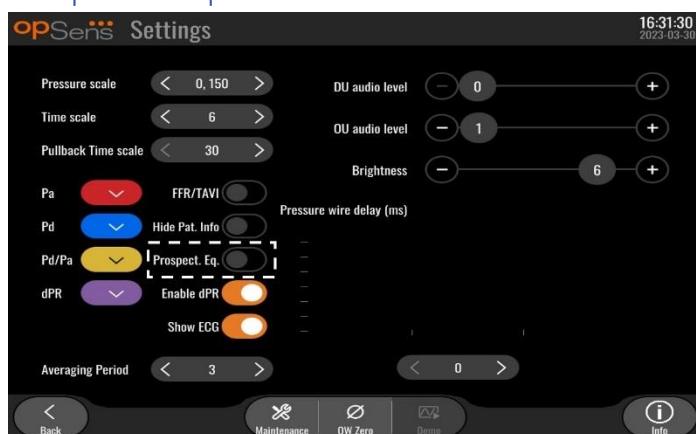 opSens Settings
16:31:30
2023-03-30
Pressure scale < 0, 150 >
DU audio level − 0 +
Time scale < 6 >
OU audio level − 1 +
Pullback Time scale < 30 >
Brightness − 6 +
Pa
FFR/TAVI
Pressure wire delay (ms)
Pd
Hide Pat. Info
Pd/Pa
Prospect. Eq.
dPR
Enable dPR
Show ECG
Averaging Period < 3 >
< 0 >
Back
Maintenance
OW Zero
Demo
Info